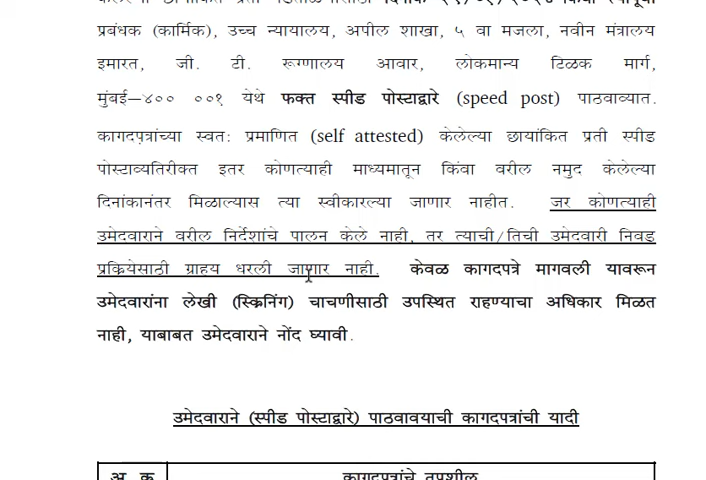 प्रबंधक (कार्मिक), उच्च न्यायालय, अपील शाखा, ५ वा मजला, नवीन मंत्रालय
इमारत, जी. टी. रूग्णालय आवार, लोकमान्य टिळक मार्ग,
मुंबई–४०० ००१ येथे फक्त स्पीड पोस्टाद्वारे (speed post) पाठवाव्यात.
कागदपत्रांच्या स्वतः प्रमाणित (self attested) केलेल्या छायांकित प्रती स्पीड
पोस्टाव्यतिरीक्त इतर कोणत्याही माध्यमातून किंवा वरील नमुद केलेल्या
दिनांकानंतर मिळाल्यास त्या स्वीकारल्या जाणार नाहीत. जर कोणत्याही
उमेदवाराने वरील निर्देशांचे पालन केले नाही, तर त्याची/तिची उमेदवारी निवड
प्रक्रियेसाठी ग्राहय धरली जाणार नाही. केवळ कागदपत्रे मागवली यावरून
उमेदवारांना लेखी (स्क्रिनिंग) चाचणीसाठी उपस्थित राहण्याचा अधिकार मिळत
नाही, याबाबत उमेदवाराने नोंद घ्यावी.
उमेदवाराने (स्पीड पोस्टाद्वारे) पाठवावयाची कागदपत्रांची यादी
अ. क्र कागदपत्रांचे तपशील